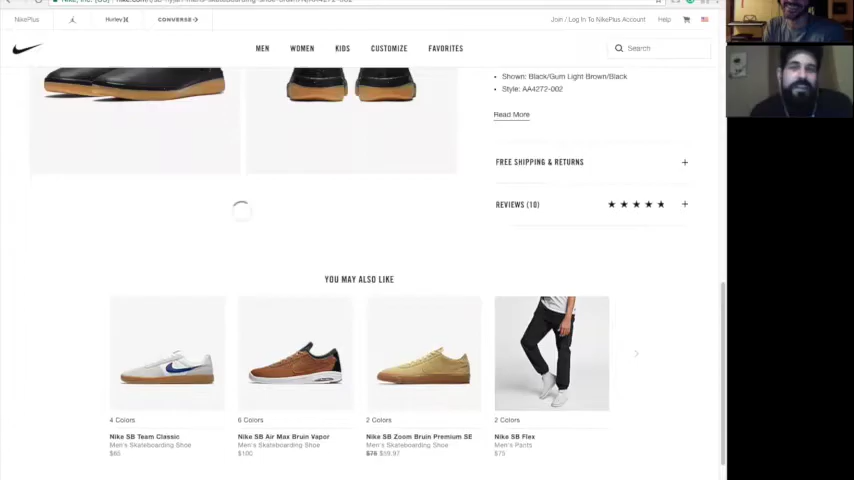 NikePlus Hurley CONVERSE Join / Log In To NikePlus Account Help
MEN WOMEN KIDS CUSTOMIZE FAVORITES Search
Shown: Black/Gum Light Brown/Black
Style: AA4272-002
Read More
FREE SHIPPING & RETURNS +
REVIEWS (10) ★ ★ ★ ★ ★ +
YOU MAY ALSO LIKE
4 Colors 6 Colors 2 Colors 2 Colors
Nike SB Team Classic Nike SB Air Max Bruin Vapor Nike SB Zoom Bruin Premium SE Nike SB Flex
Men's Skateboarding Shoe Men's Skateboarding Shoe Men's Skateboarding Shoe Men's Pants
$100 $75